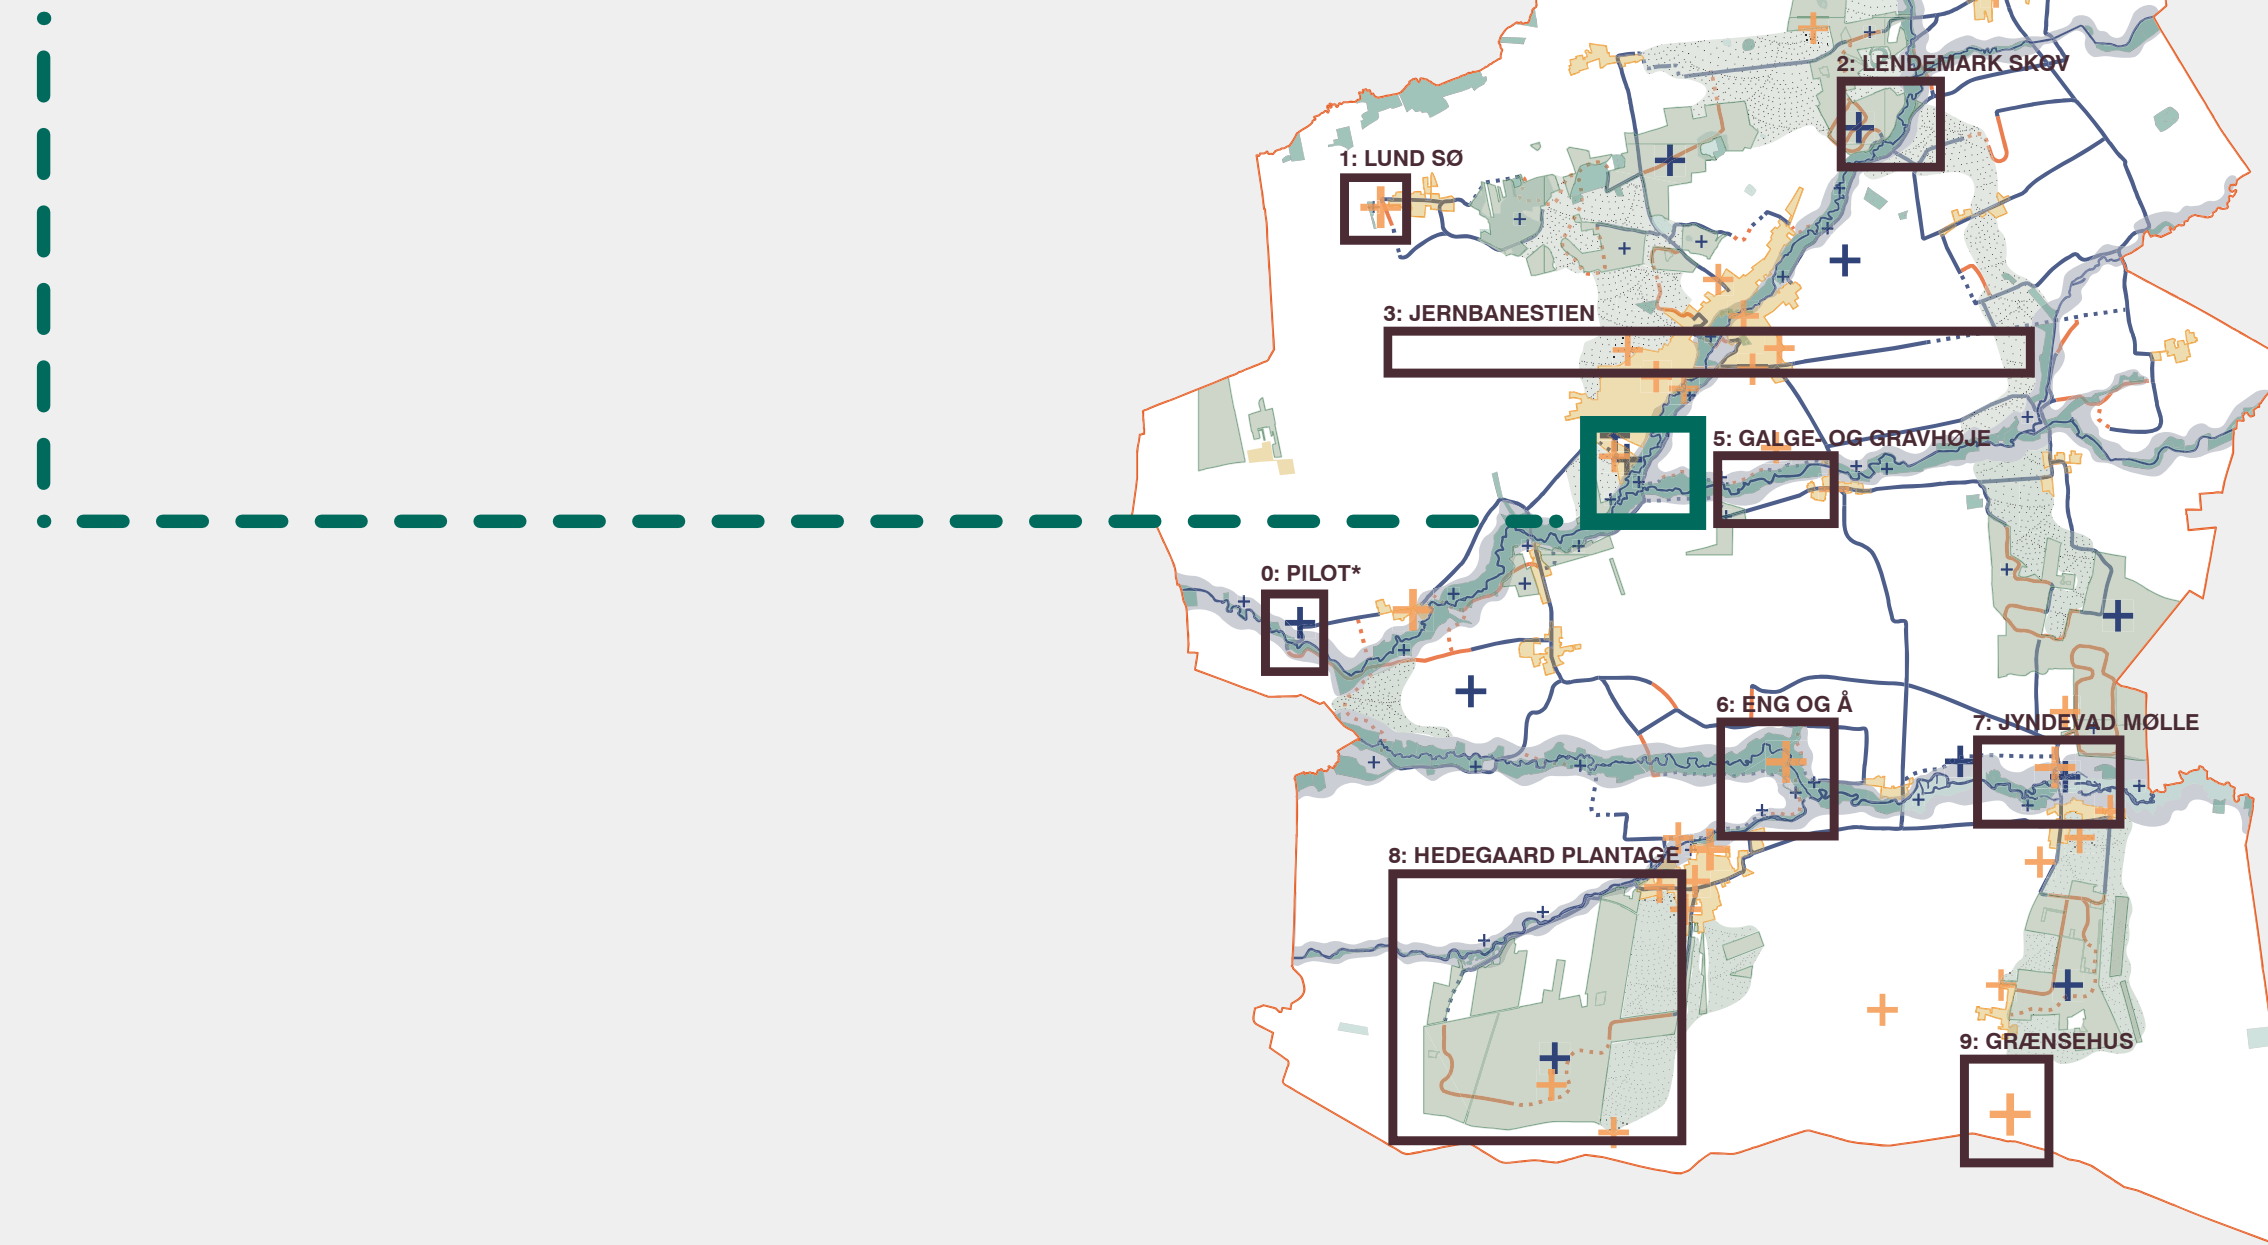 2: LENDEMARK SKOV
1: LUND SØ
3: JERNBANESTIEN
5: GALGE- OG GRAVHØJE
0: PILOT*
6: ENG OG Å
7: JYNDEVAD MØLLE
8: HEDEGAARD PLANTAGE
9: GRÆNSEHUS